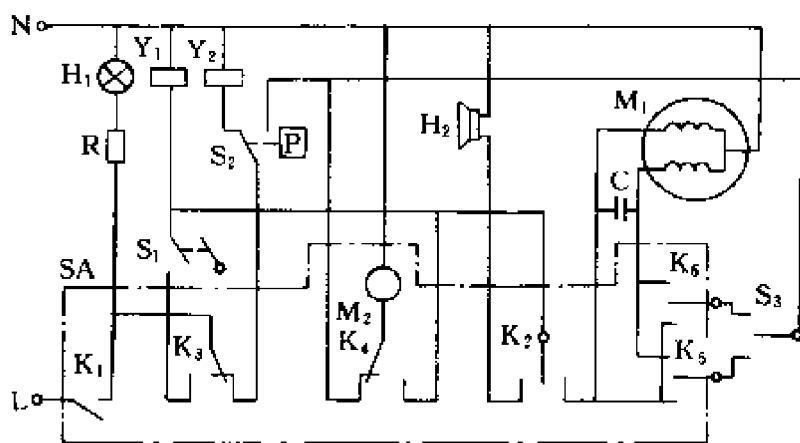 N
Y₁
Y₂
H₁
R
S₂
P
H₂
M₁
C
S₁
SA
K₁
K₃
M₂
K₄
K₂
K₆
S₃
K₅
L